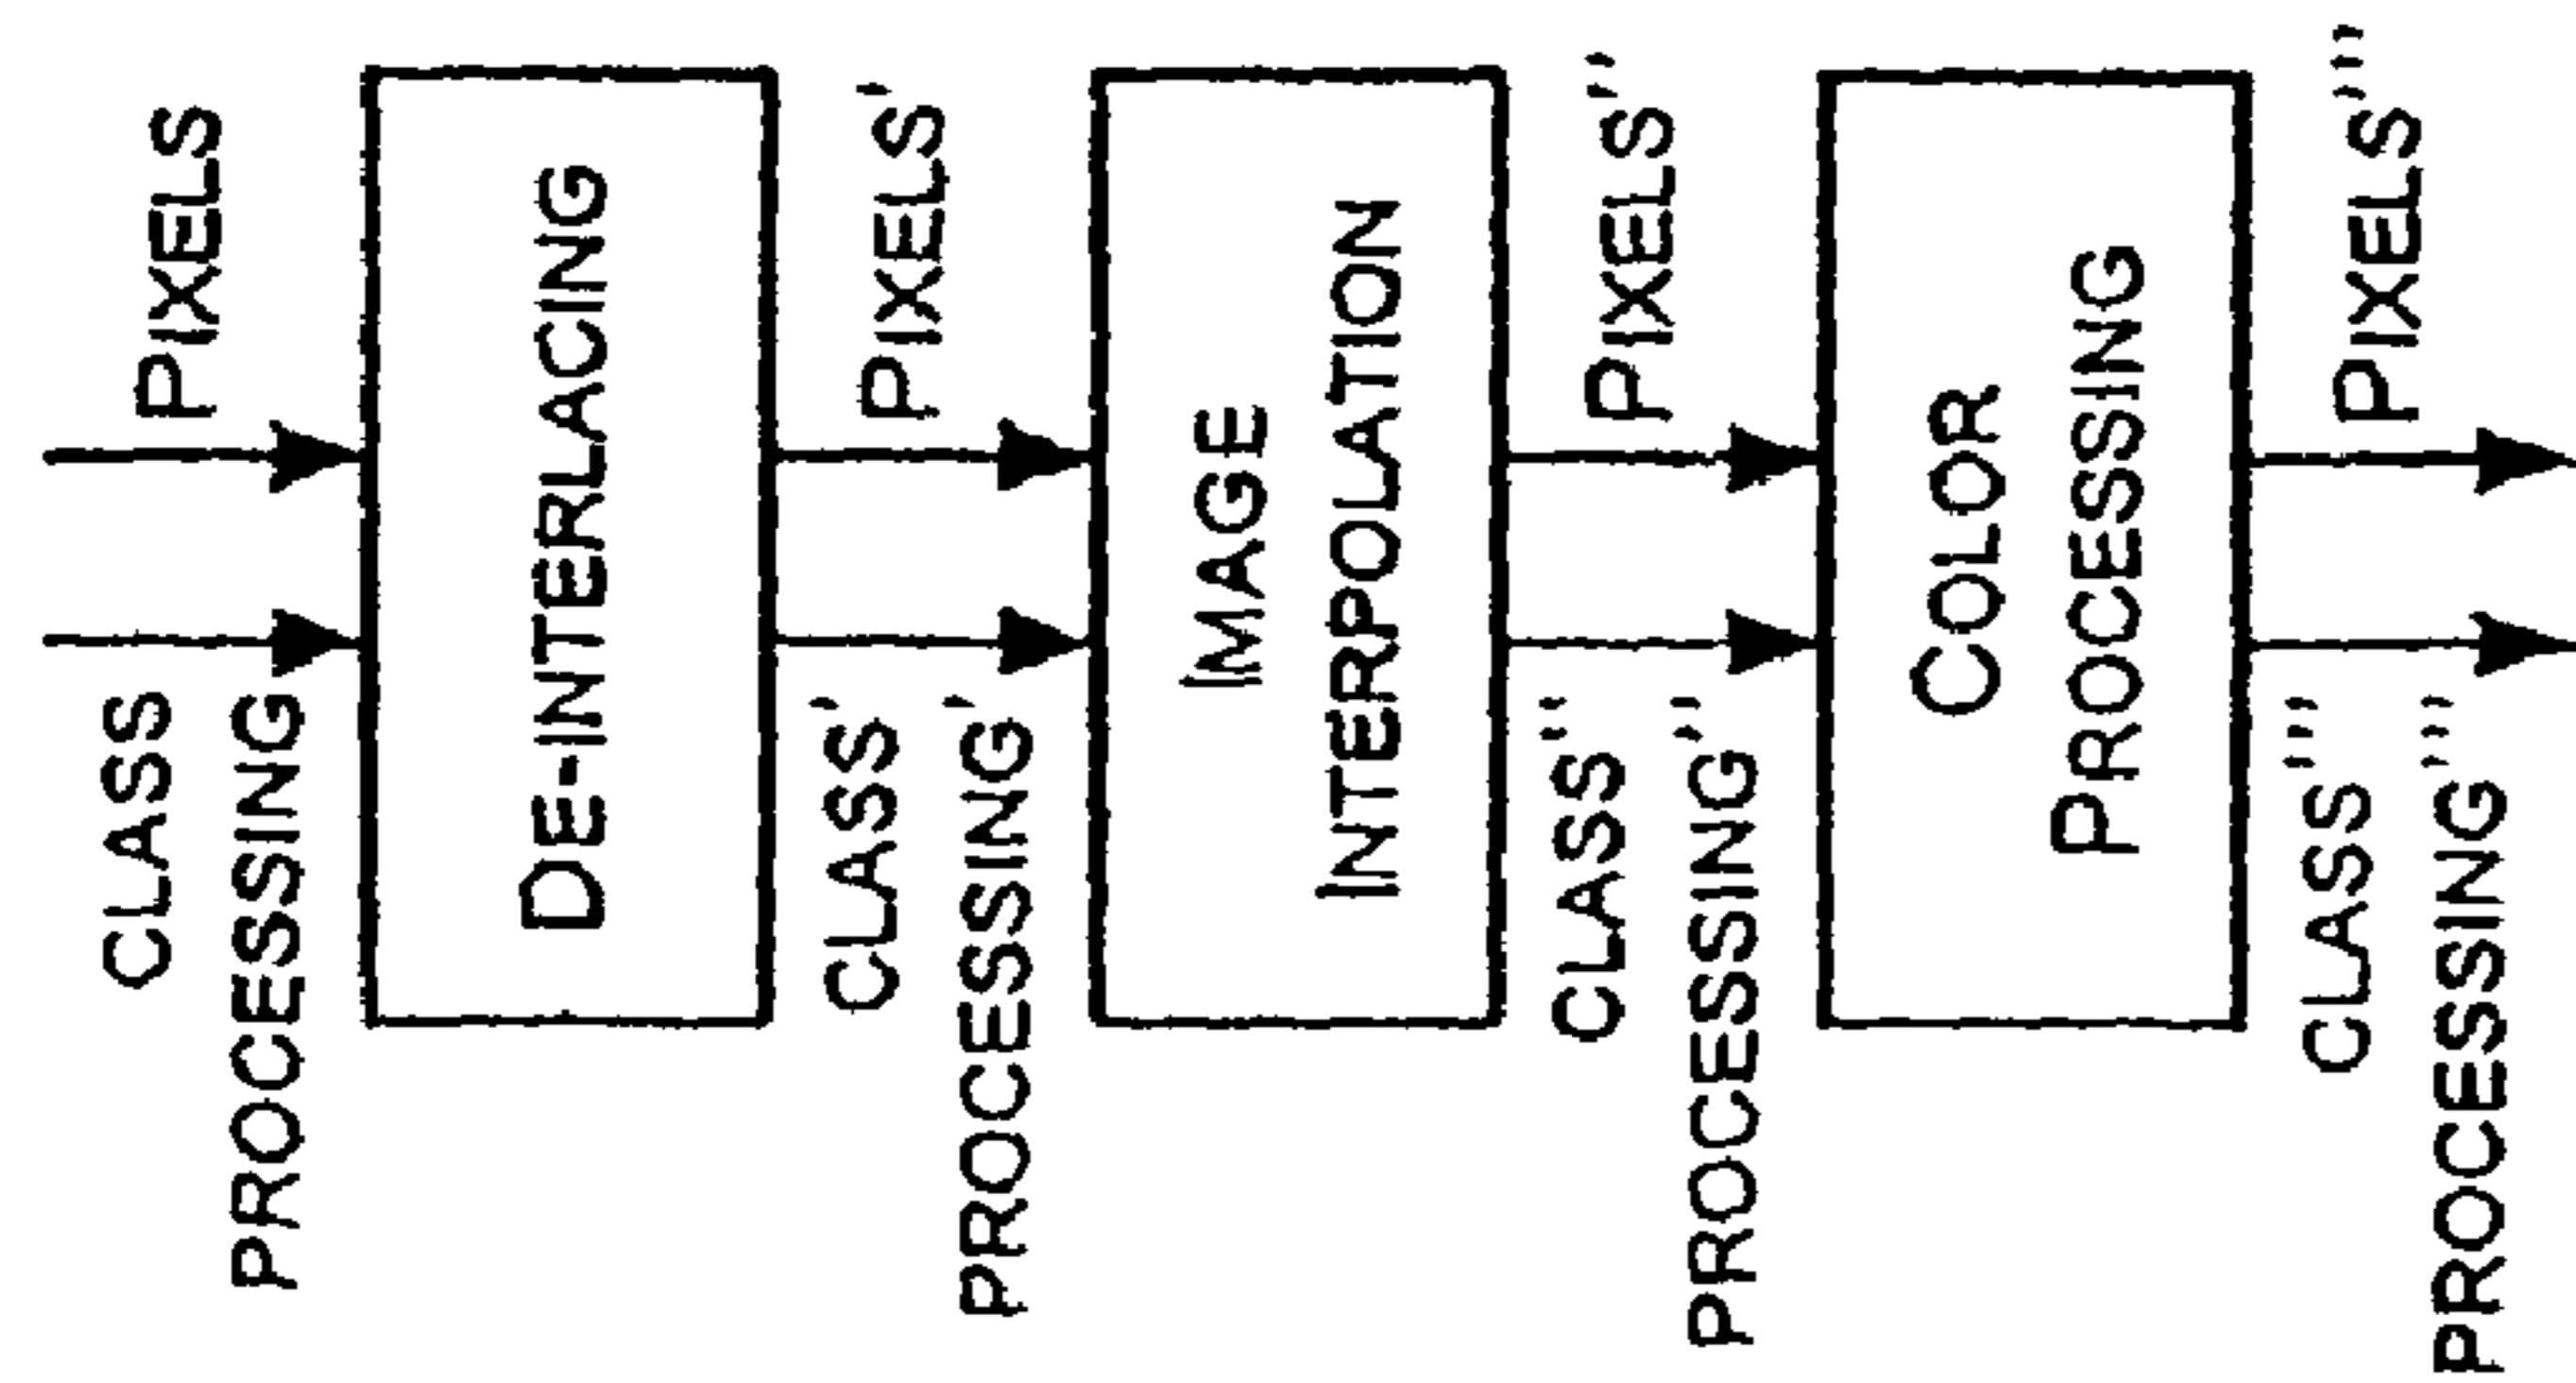 CLASS
PROCESSING
PIXELS
DE-INTERLACING
CLASS'
PROCESSING'
PIXELS'
IMAGE
INTERPOLATION
CLASS''
PROCESSING''
PIXELS''
COLOR
PROCESSING
CLASS'''
PROCESSING'''
PIXELS'''